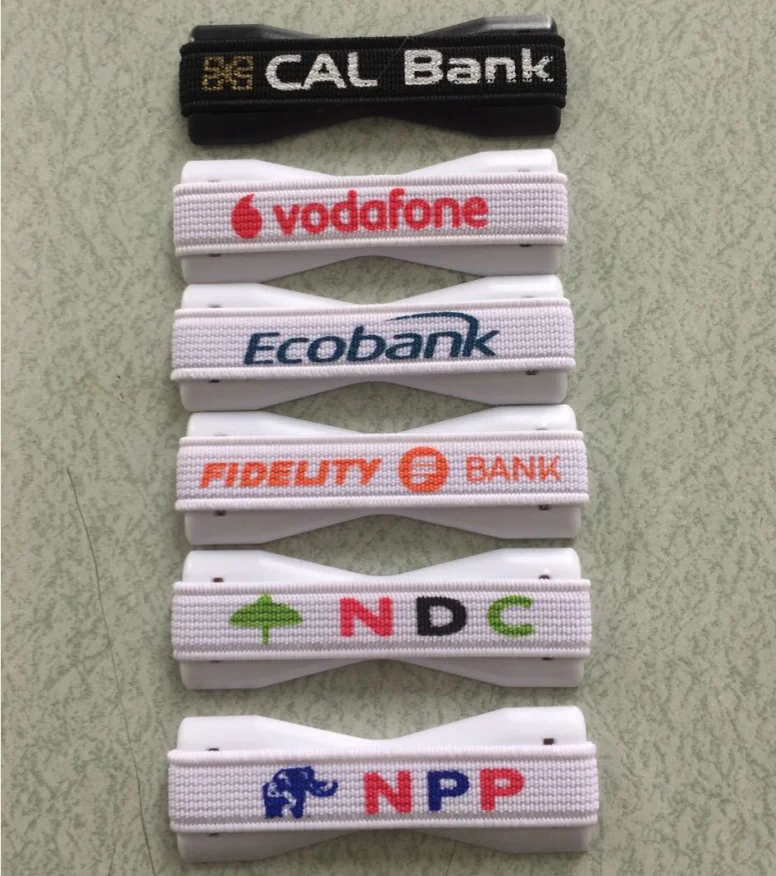 CAL Bank
vodafone
Ecobank
FIDELITY BANK
NDC
NPP